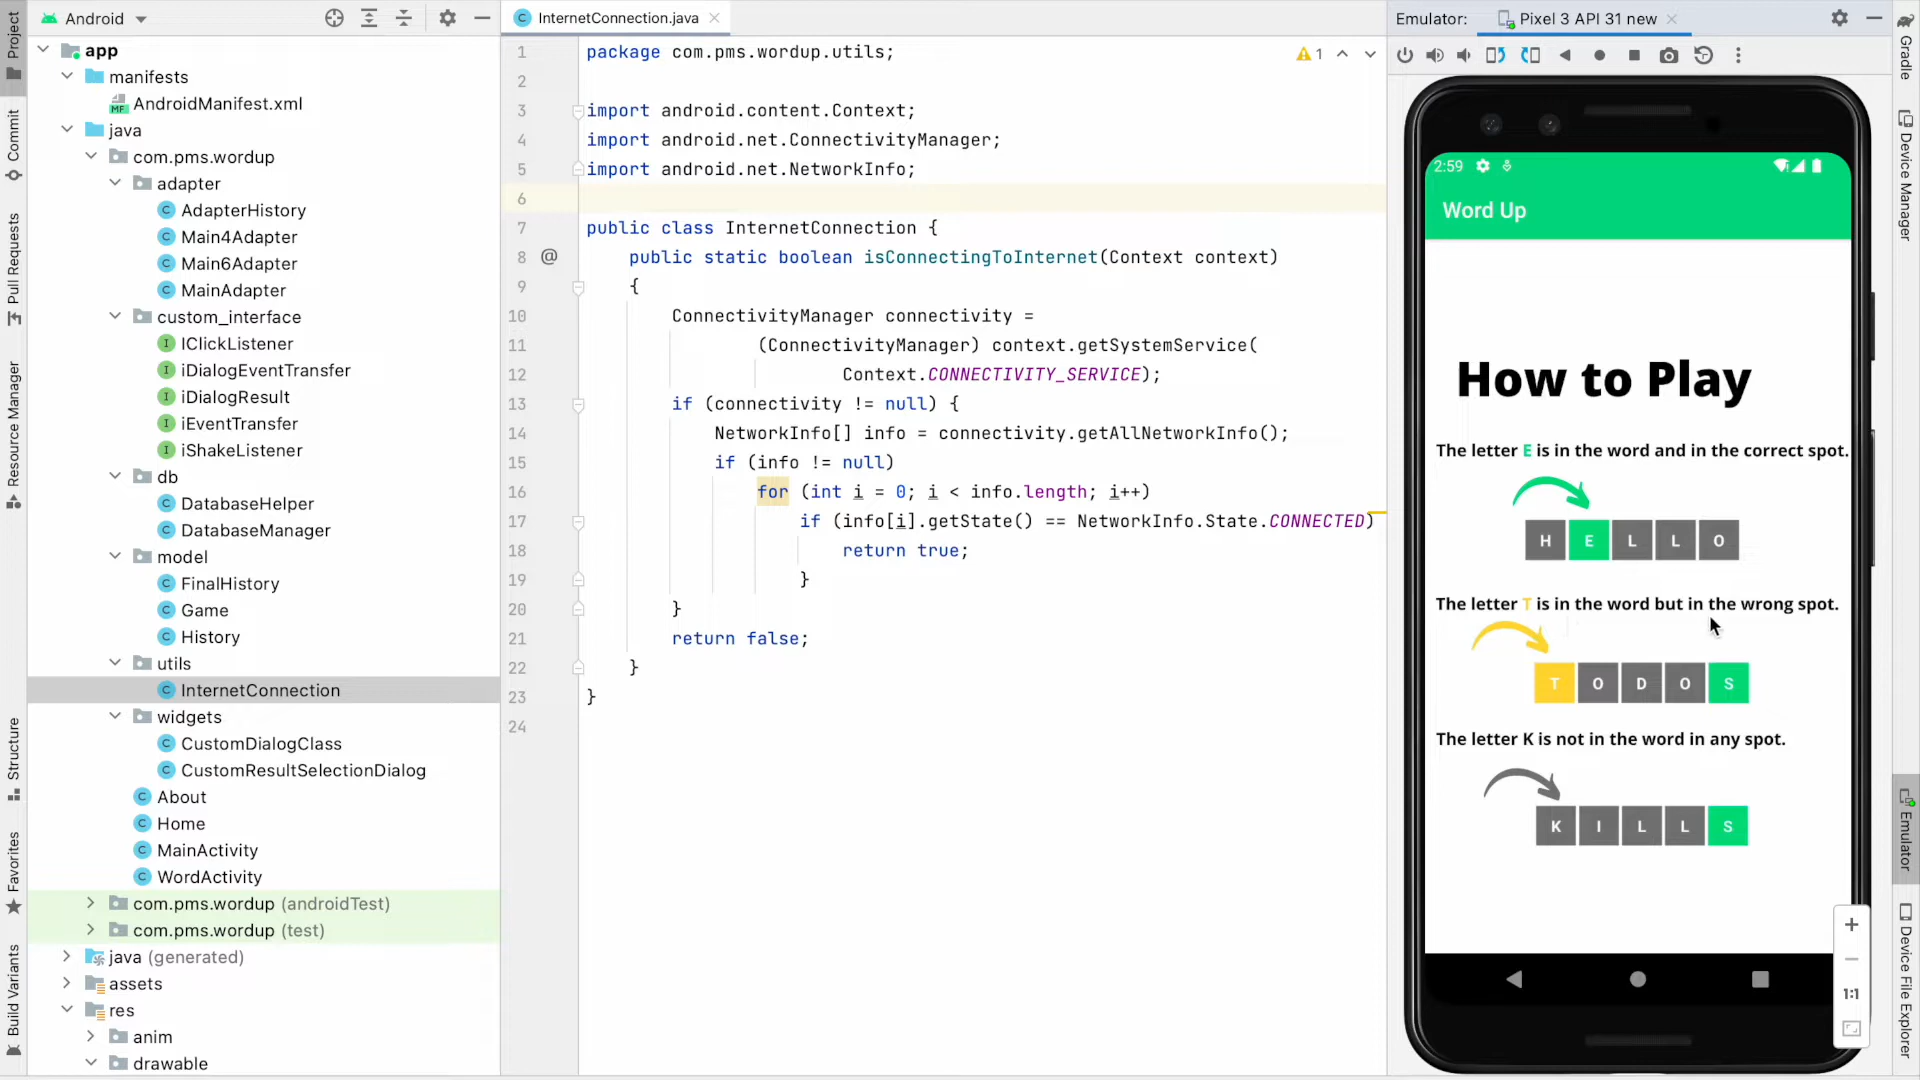 Android
InternetConnection.java
Emulator:
Pixel 3 API 31 new
Project
Commit
Pull Requests
Resource Manager
Structure
Favorites
Build Variants
app
manifests
MF
AndroidManifest.xml
java
com.pms.wordup
adapter
C AdapterHistory
C Main4Adapter
C Main6Adapter
C MainAdapter
custom_interface
I IClickListener
I iDialogEventTransfer
I iDialogResult
I iEventTransfer
I iShakeListener
db
C DatabaseHelper
C DatabaseManager
model
C FinalHistory
C Game
C History
utils
C InternetConnection
widgets
C CustomDialogClass
C CustomResultSelectionDialog
C About
C Home
C MainActivity
C WordActivity
com.pms.wordup (androidTest)
com.pms.wordup (test)
java (generated)
assets
res
anim
drawable
1 package com.pms.wordup.utils;
1
2
3 import android.content.Context;
4 import android.net.ConnectivityManager;
5 import android.net.NetworkInfo;
6
7 public class InternetConnection {
8 @ public static boolean isConnectingToInternet(Context context)
9 {
10 ConnectivityManager connectivity =
11 (ConnectivityManager) context.getSystemService(
12 Context.CONNECTIVITY_SERVICE);
13 if (connectivity != null) {
14 NetworkInfo[] info = connectivity.getAllNetworkInfo();
15 if (info != null)
16 for (int i = 0; i < info.length; i++)
17 if (info[i].getState() == NetworkInfo.State.CONNECTED)
18 return true;
19 }
20 }
21 return false;
22 }
23 }
24
2:59
Word Up
How to Play
The letter E is in the word and in the correct spot.
H E L L O
The letter T is in the word but in the wrong spot.
T O D O S
The letter K is not in the word in any spot.
K I L L S
1:1
Gradle
Device Manager
Emulator
Device File Explorer